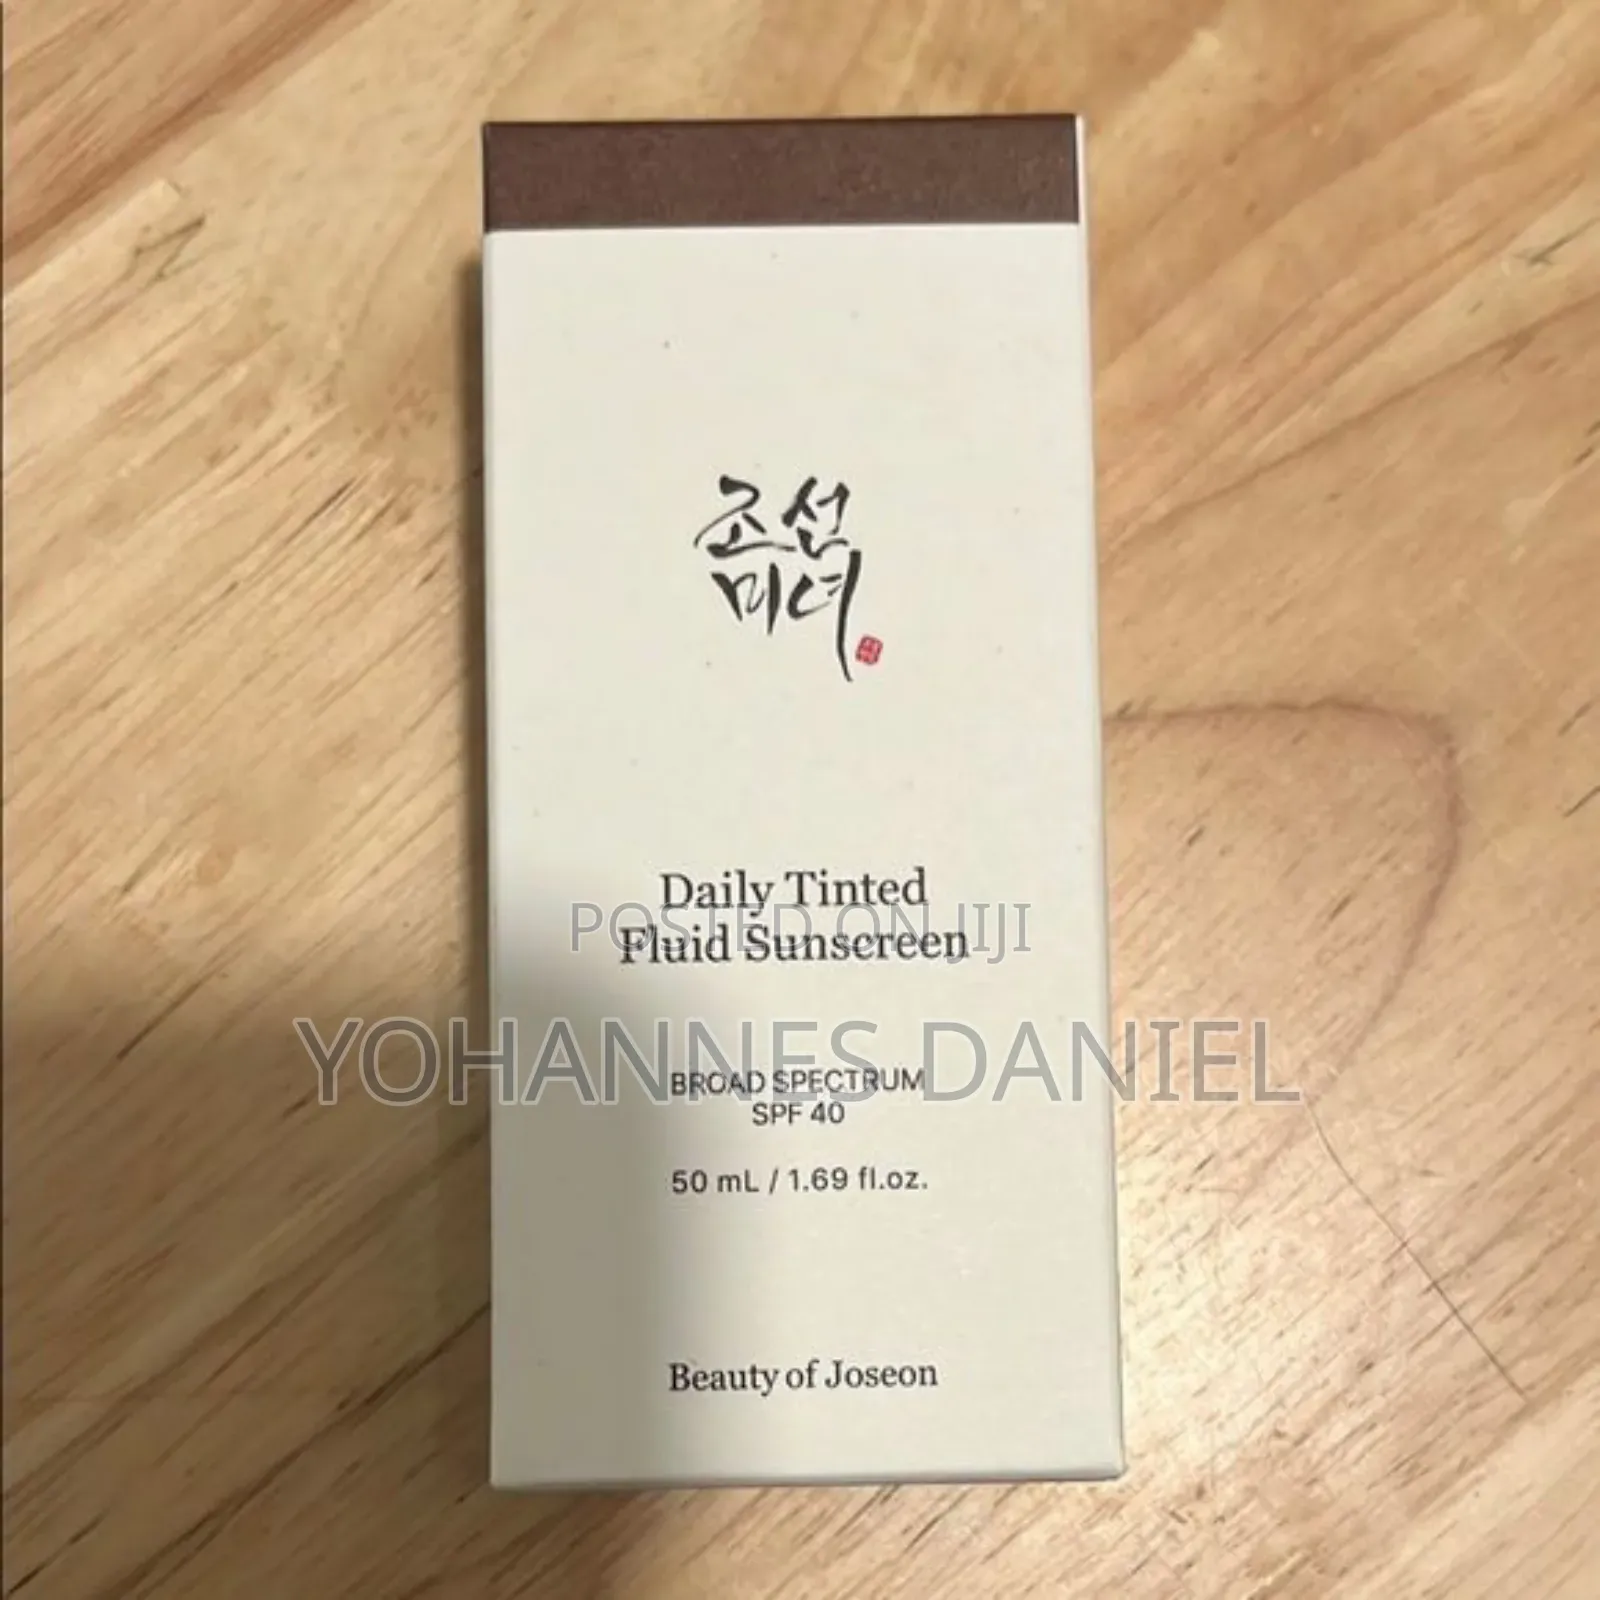 조선
미녀
Daily Tinted
POSTED ON JIJI
Fluid Sunscreen
YOHANNES DANIEL
BROAD SPECTRUM
SPF 40
50 mL / 1.69 fl.oz.
Beauty of Joseon